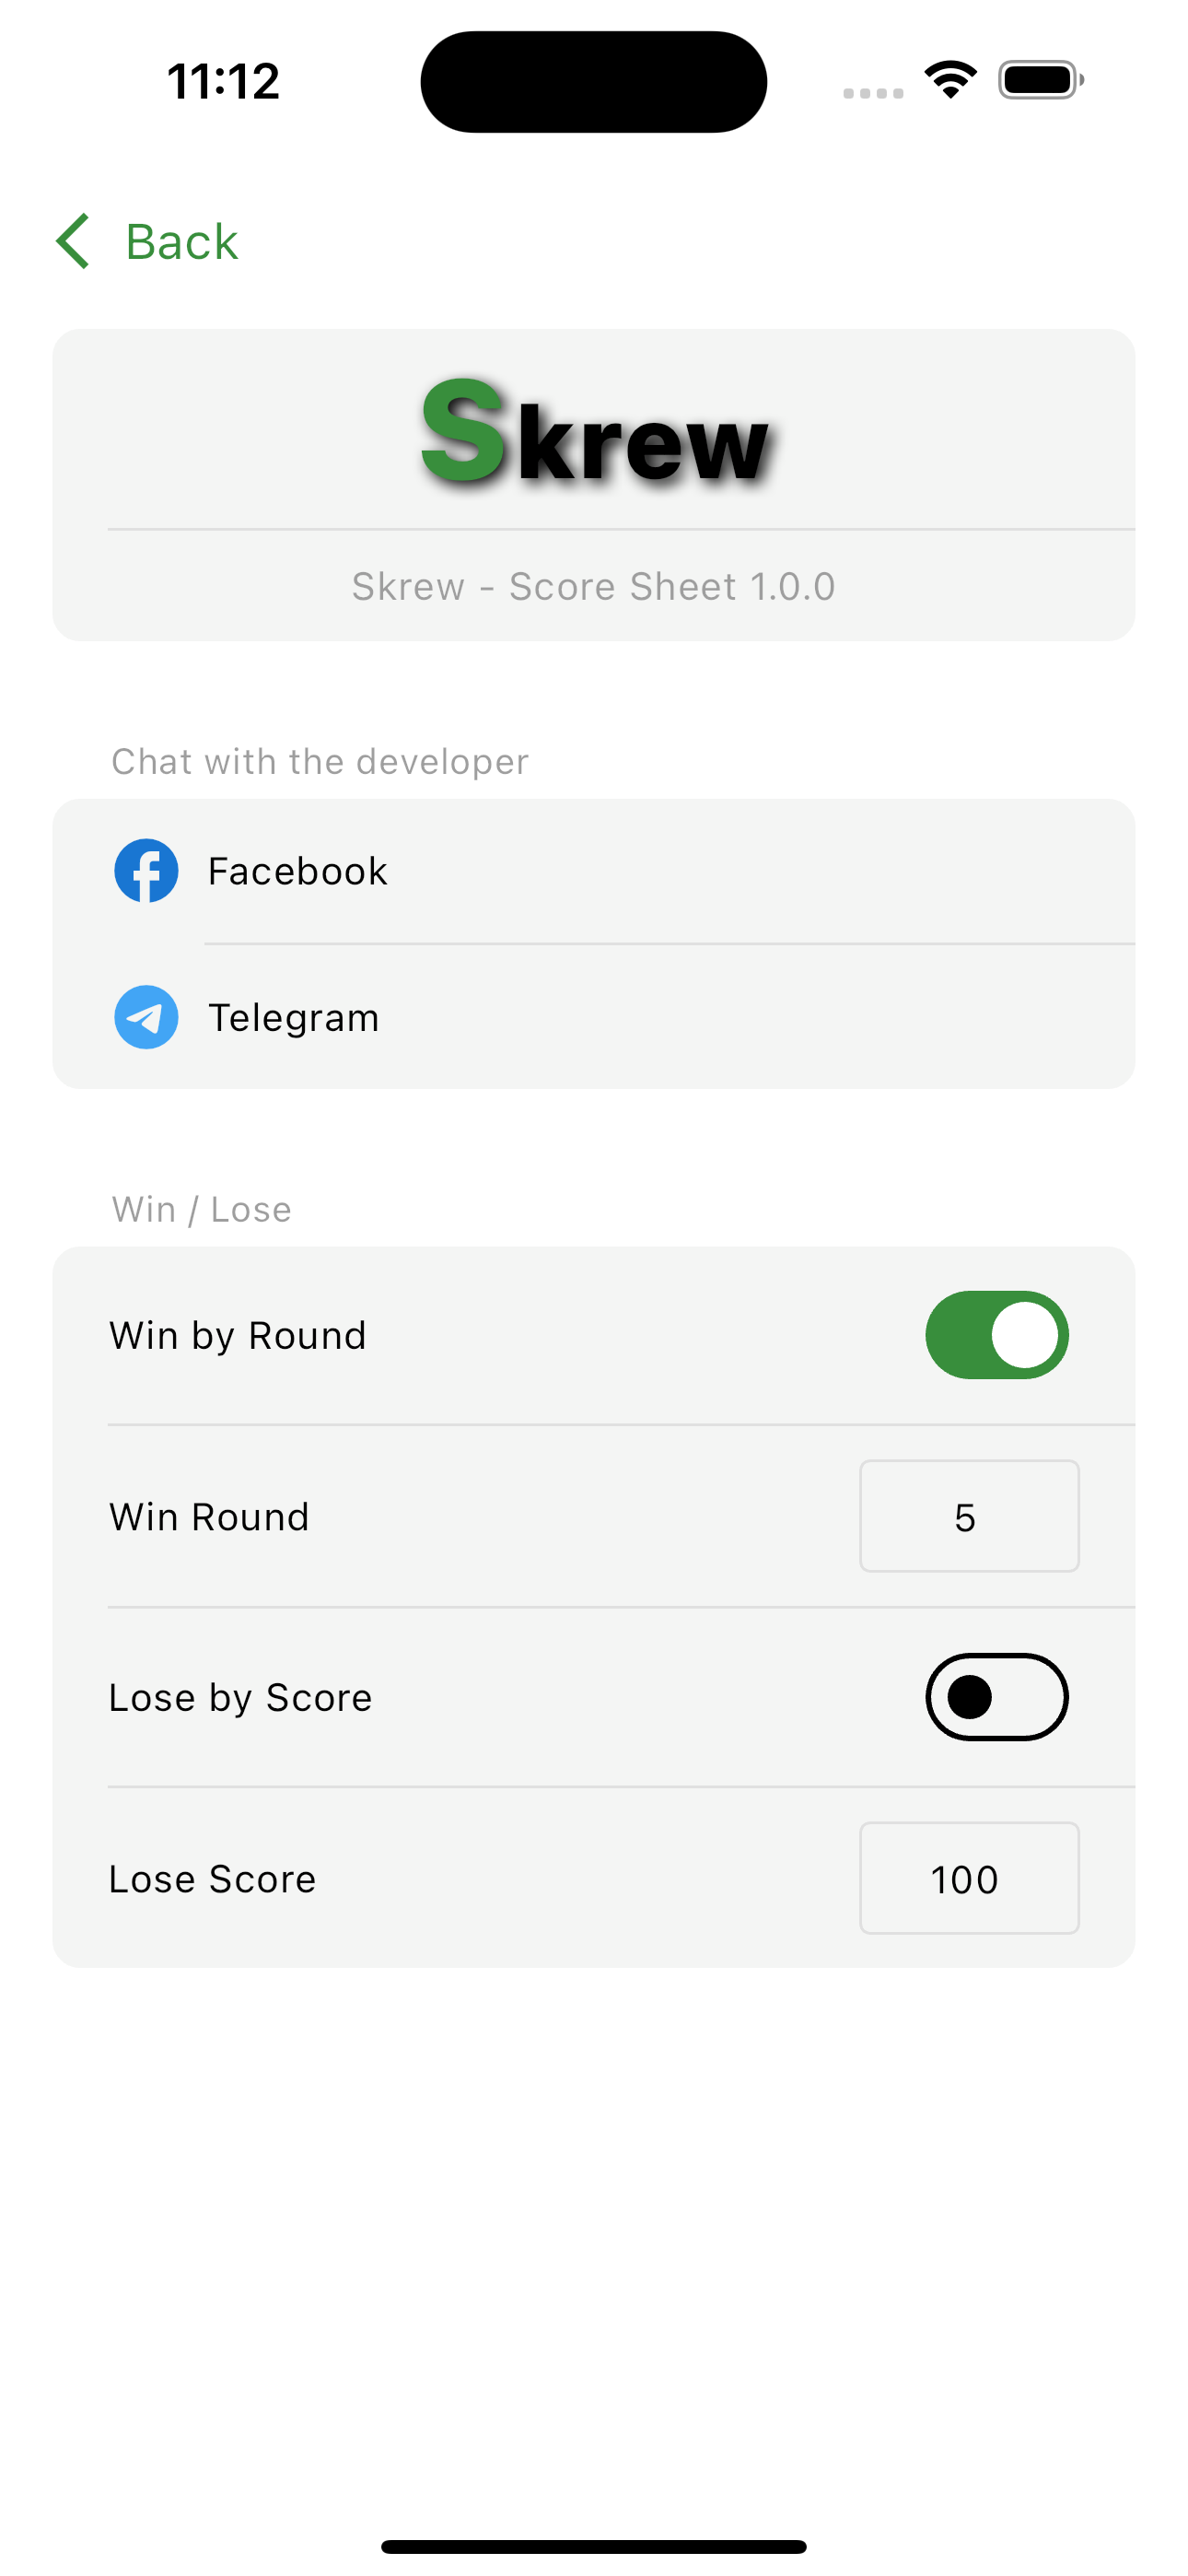 11:12
Back
Skrew
Skrew - Score Sheet 1.0.0
Chat with the developer
Facebook
Telegram
Win / Lose
Win by Round
Win Round 5
Lose by Score
Lose Score 100